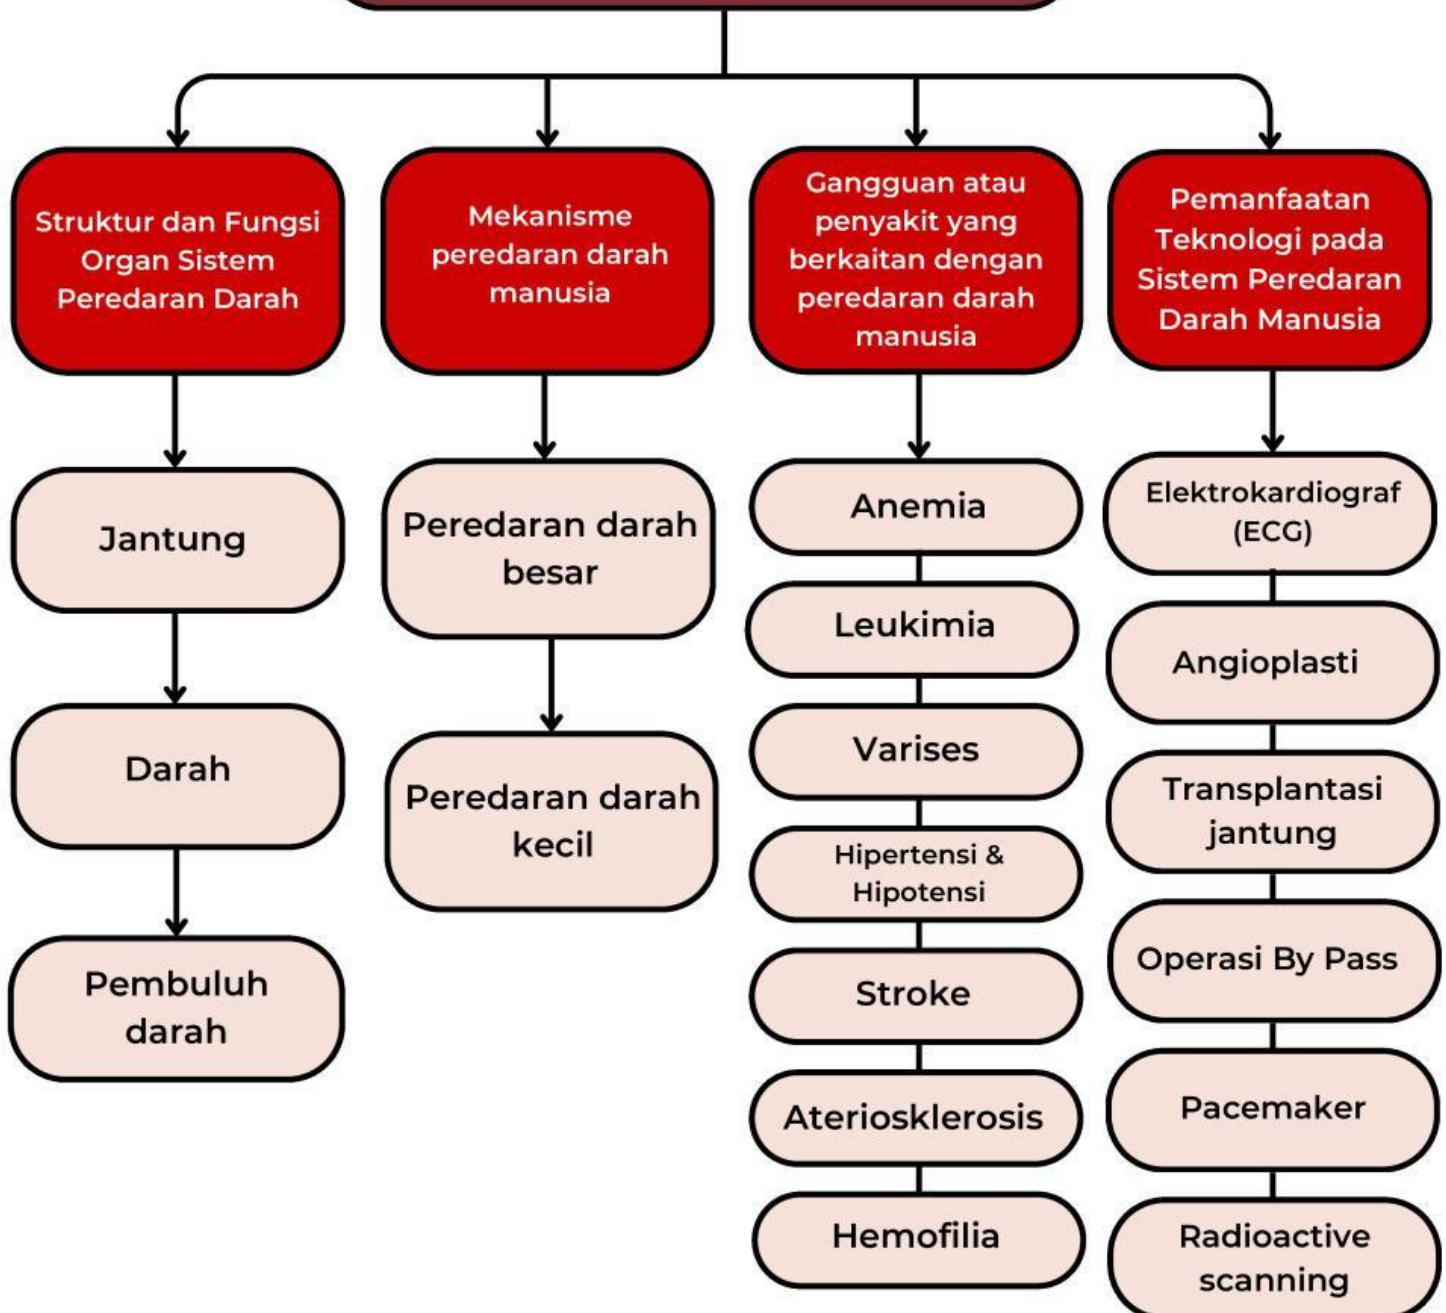 Struktur dan Fungsi
Organ Sistem
Peredaran Darah
Jantung
Darah
Pembuluh
darah
Mekanisme
peredaran darah
manusia
Peredaran darah
besar
Peredaran darah
kecil
Gangguan atau
penyakit yang
berkaitan dengan
peredaran darah
manusia
Anemia
Leukimia
Varises
Hipertensi &
Hipotensi
Stroke
Ateriosklerosis
Hemofilia
Pemanfaatan
Teknologi pada
Sistem Peredaran
Darah Manusia
Elektrokardiograf
(ECG)
Angioplasti
Transplantasi
jantung
Operasi By Pass
Pacemaker
Radioactive
scanning